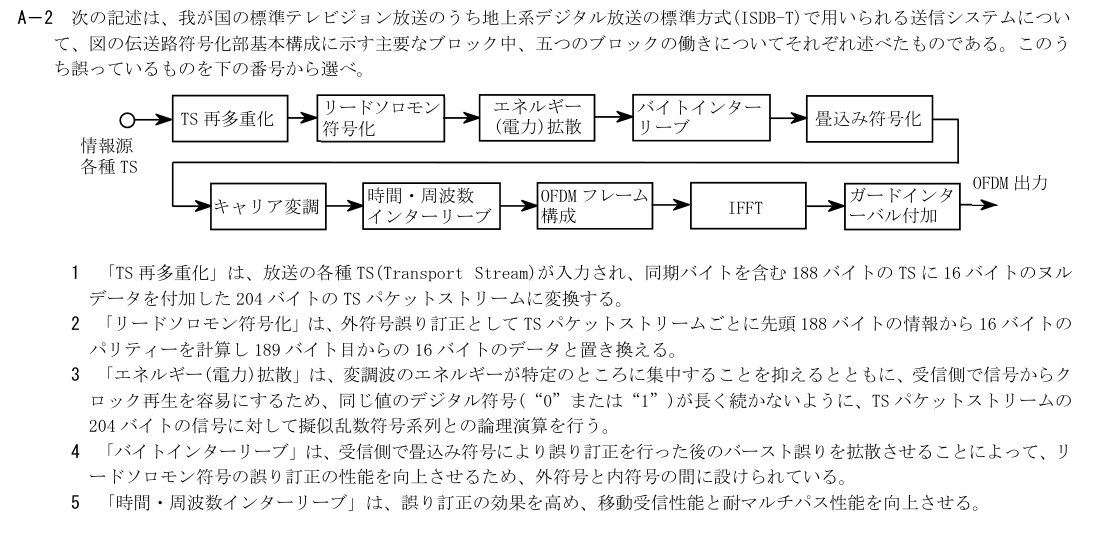 A－2 次の記述は、我が国の標準テレビジョン放送のうち地上系デジタル放送の標準方式(ISDB-T)で用いられる送信システムについ
て、図の伝送路符号化部基本構成に示す主要なブロック中、五つのブロックの働きについてそれぞれ述べたものである。このう
ち誤っているものを下の番号から選べ。
情報源
各種 TS
TS 再多重化
リードソロモン
符号化
エネルギー
(電力)拡散
バイトインター
リーブ
畳込み符号化
キャリア変調
時間・周波数
インターリーブ
OFDM フレーム
構成
IFFT
ガードインタ
ーバル付加
OFDM 出力
1 「TS 再多重化」は、放送の各種 TS(Transport Stream)が入力され、同期バイトを含む 188 バイトの TS に 16 バイトのヌル
データを付加した 204 バイトの TS パケットストリームに変換する。
2 「リードソロモン符号化」は、外符号誤り訂正として TS パケットストリームごとに先頭 188 バイトの情報から 16 バイトの
パリティーを計算し 189 バイト目からの 16 バイトのデータと置き換える。
3 「エネルギー(電力)拡散」は、変調波のエネルギーが特定のところに集中することを抑えるとともに、受信側で信号からク
ロック再生を容易にするため、同じ値のデジタル符号(“0”または“1”)が長く続かないように、TS パケットストリームの
204 バイトの信号に対して擬似乱数符号系列との論理演算を行う。
4 「バイトインターリーブ」は、受信側で畳込み符号により誤り訂正を行った後のバースト誤りを拡散させることによって、リ
ードソロモン符号の誤り訂正の性能を向上させるため、外符号と内符号の間に設けられている。
5 「時間・周波数インターリーブ」は、誤り訂正の効果を高め、移動受信性能と耐マルチパス性能を向上させる。